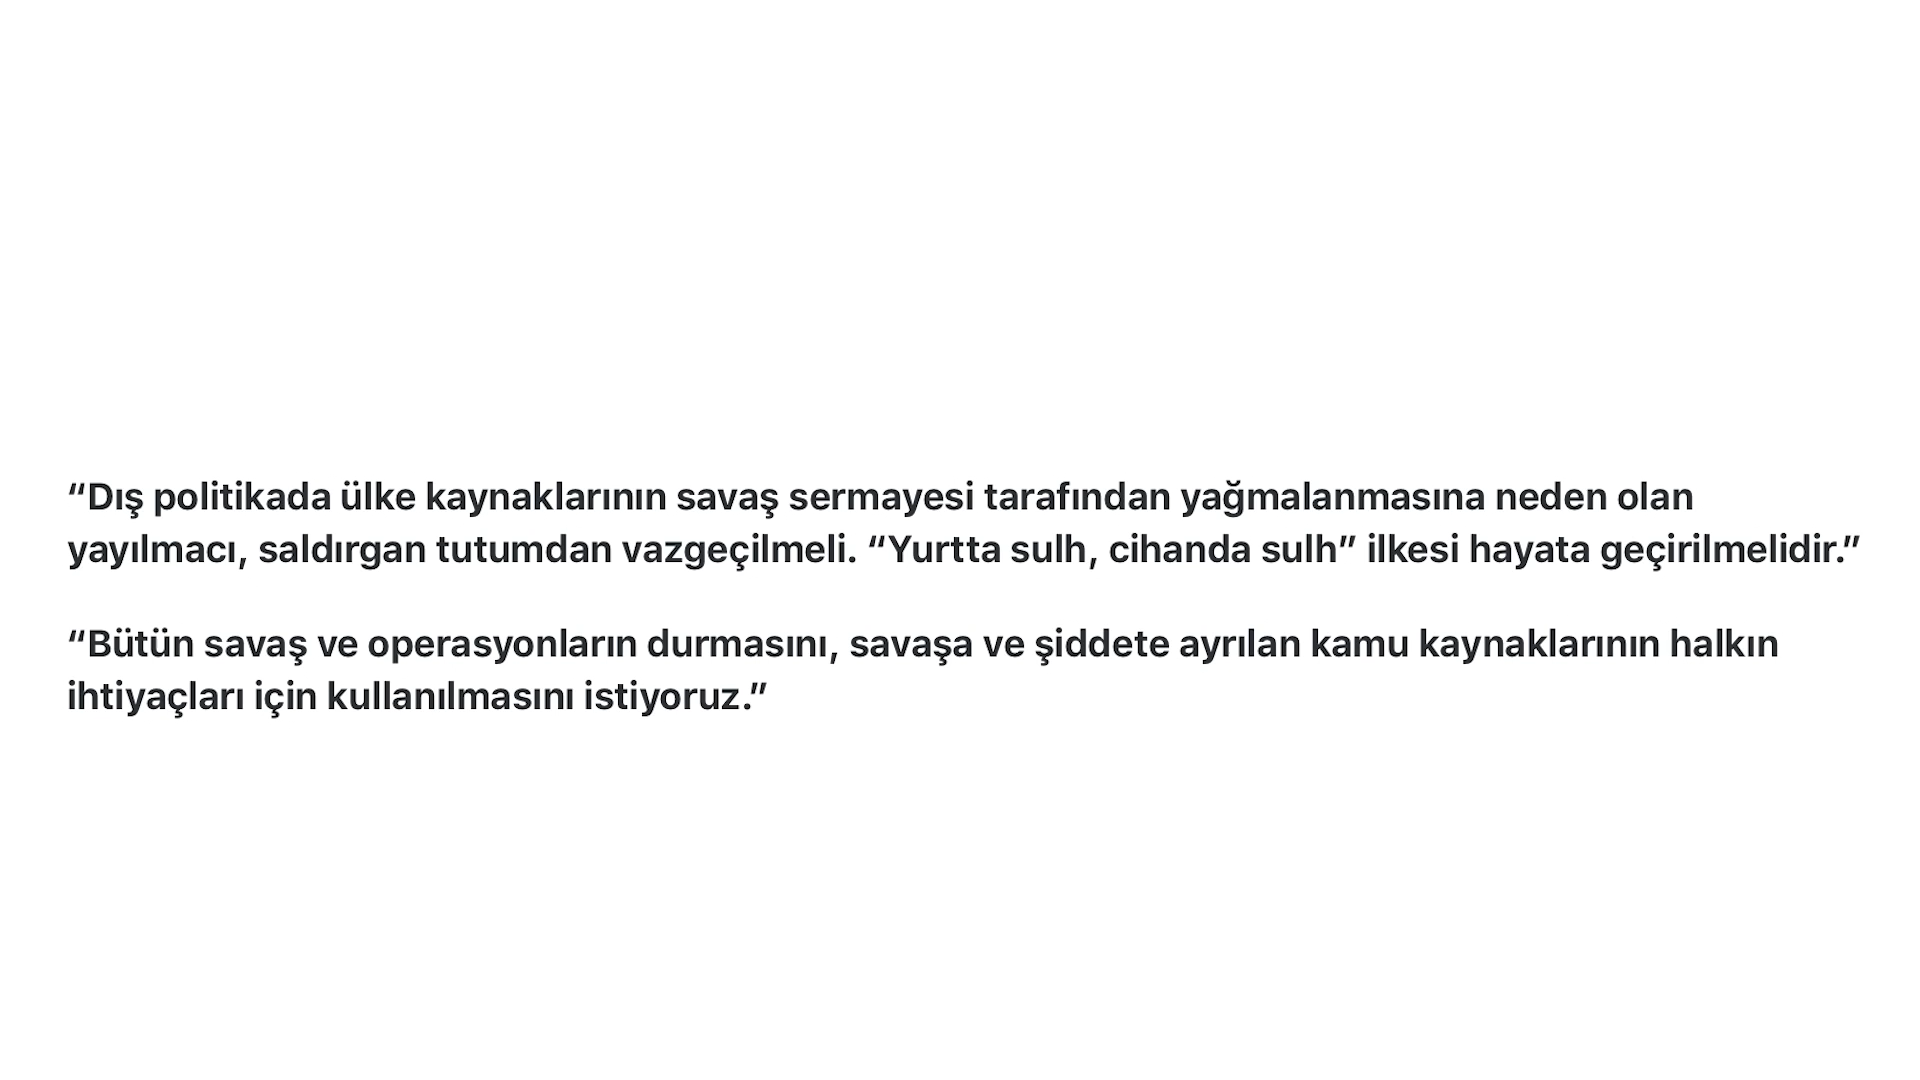 “Dış politikada ülke kaynaklarının savaş sermayesi tarafından yağmalanmasına neden olan
yayılmacı, saldırgan tutumdan vazgeçilmeli. “Yurtta sulh, cihanda sulh” ilkesi hayata geçirilmelidir.”
“Bütün savaş ve operasyonların durmasını, savaşa ve şiddete ayrılan kamu kaynaklarının halkın
ihtiyaçları için kullanılmasını istiyoruz.”